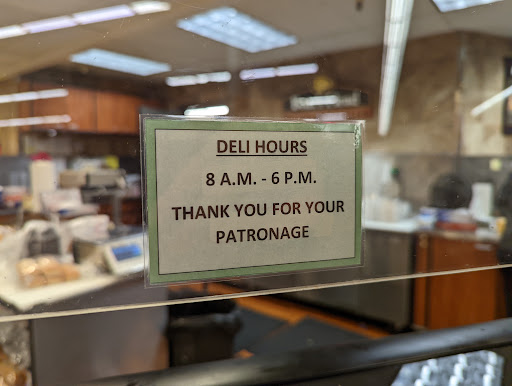 DELI HOURS
8 A.M. - 6 P.M.
THANK YOU FOR YOUR
PATRONAGE